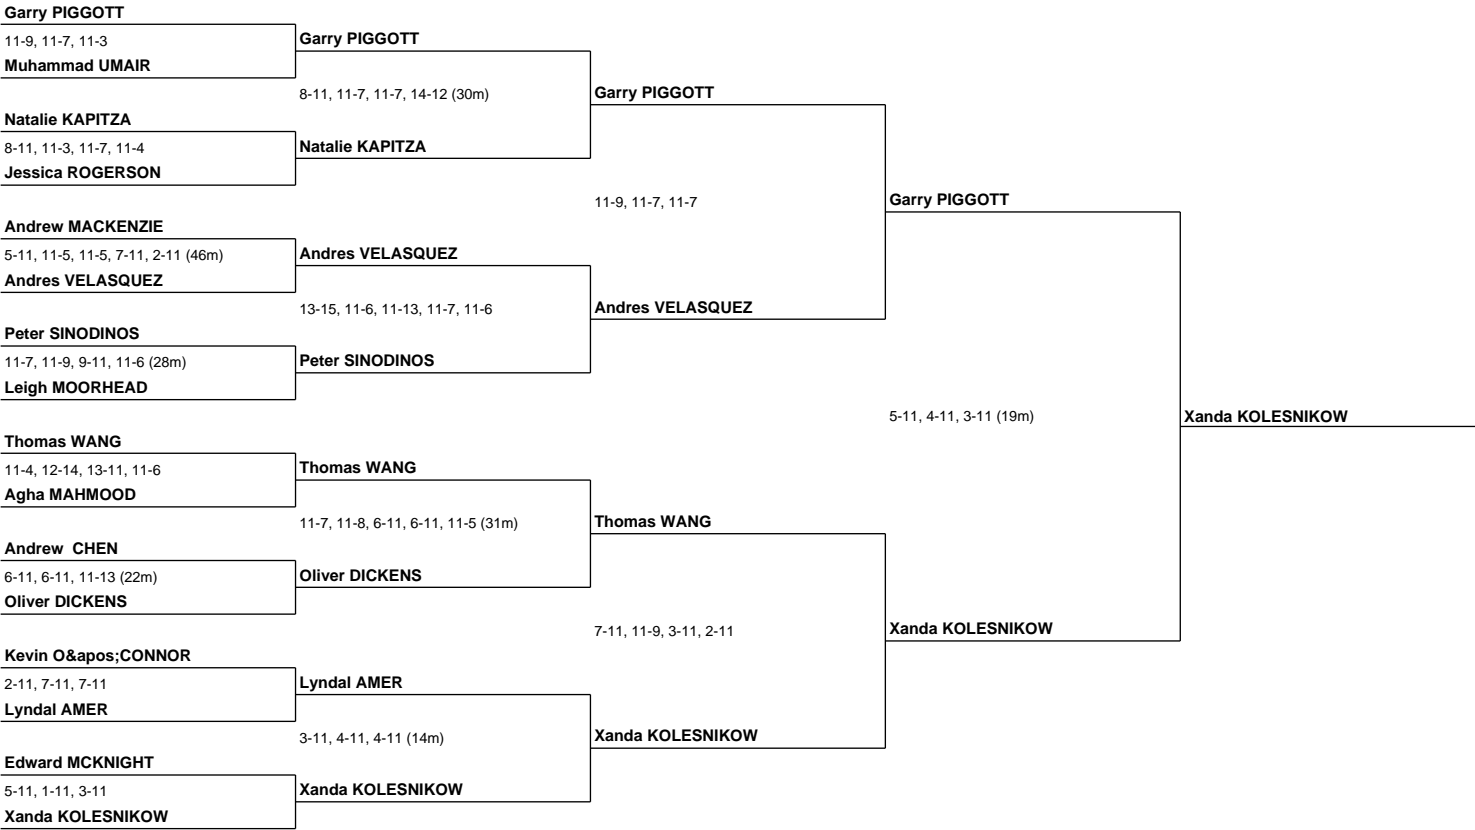 Garry PIGGOTT
11-9, 11-7, 11-3
Muhammad UMAIR
Natalie KAPITZA
8-11, 11-3, 11-7, 11-4
Jessica ROGERSON
Andrew MACKENZIE
5-11, 11-5, 11-5, 7-11, 2-11 (46m)
Andres VELASQUEZ
Peter SINODINOS
11-7, 11-9, 9-11, 11-6 (28m)
Leigh MOORHEAD
Thomas WANG
11-4, 12-14, 13-11, 11-6
Agha MAHMOOD
Andrew  CHEN
6-11, 6-11, 11-13 (22m)
Oliver DICKENS
Kevin O&apos;CONNOR
2-11, 7-11, 7-11
Lyndal AMER
Edward MCKNIGHT
5-11, 1-11, 3-11
Xanda KOLESNIKOW
Garry PIGGOTT
8-11, 11-7, 11-7, 14-12 (30m)
Natalie KAPITZA
Andres VELASQUEZ
13-15, 11-6, 11-13, 11-7, 11-6
Peter SINODINOS
Thomas WANG
11-7, 11-8, 6-11, 6-11, 11-5 (31m)
Oliver DICKENS
Lyndal AMER
3-11, 4-11, 4-11 (14m)
Xanda KOLESNIKOW
Garry PIGGOTT
11-9, 11-7, 11-7
Andres VELASQUEZ
Thomas WANG
7-11, 11-9, 3-11, 2-11
Xanda KOLESNIKOW
Garry PIGGOTT
5-11, 4-11, 3-11 (19m)
Xanda KOLESNIKOW
Xanda KOLESNIKOW